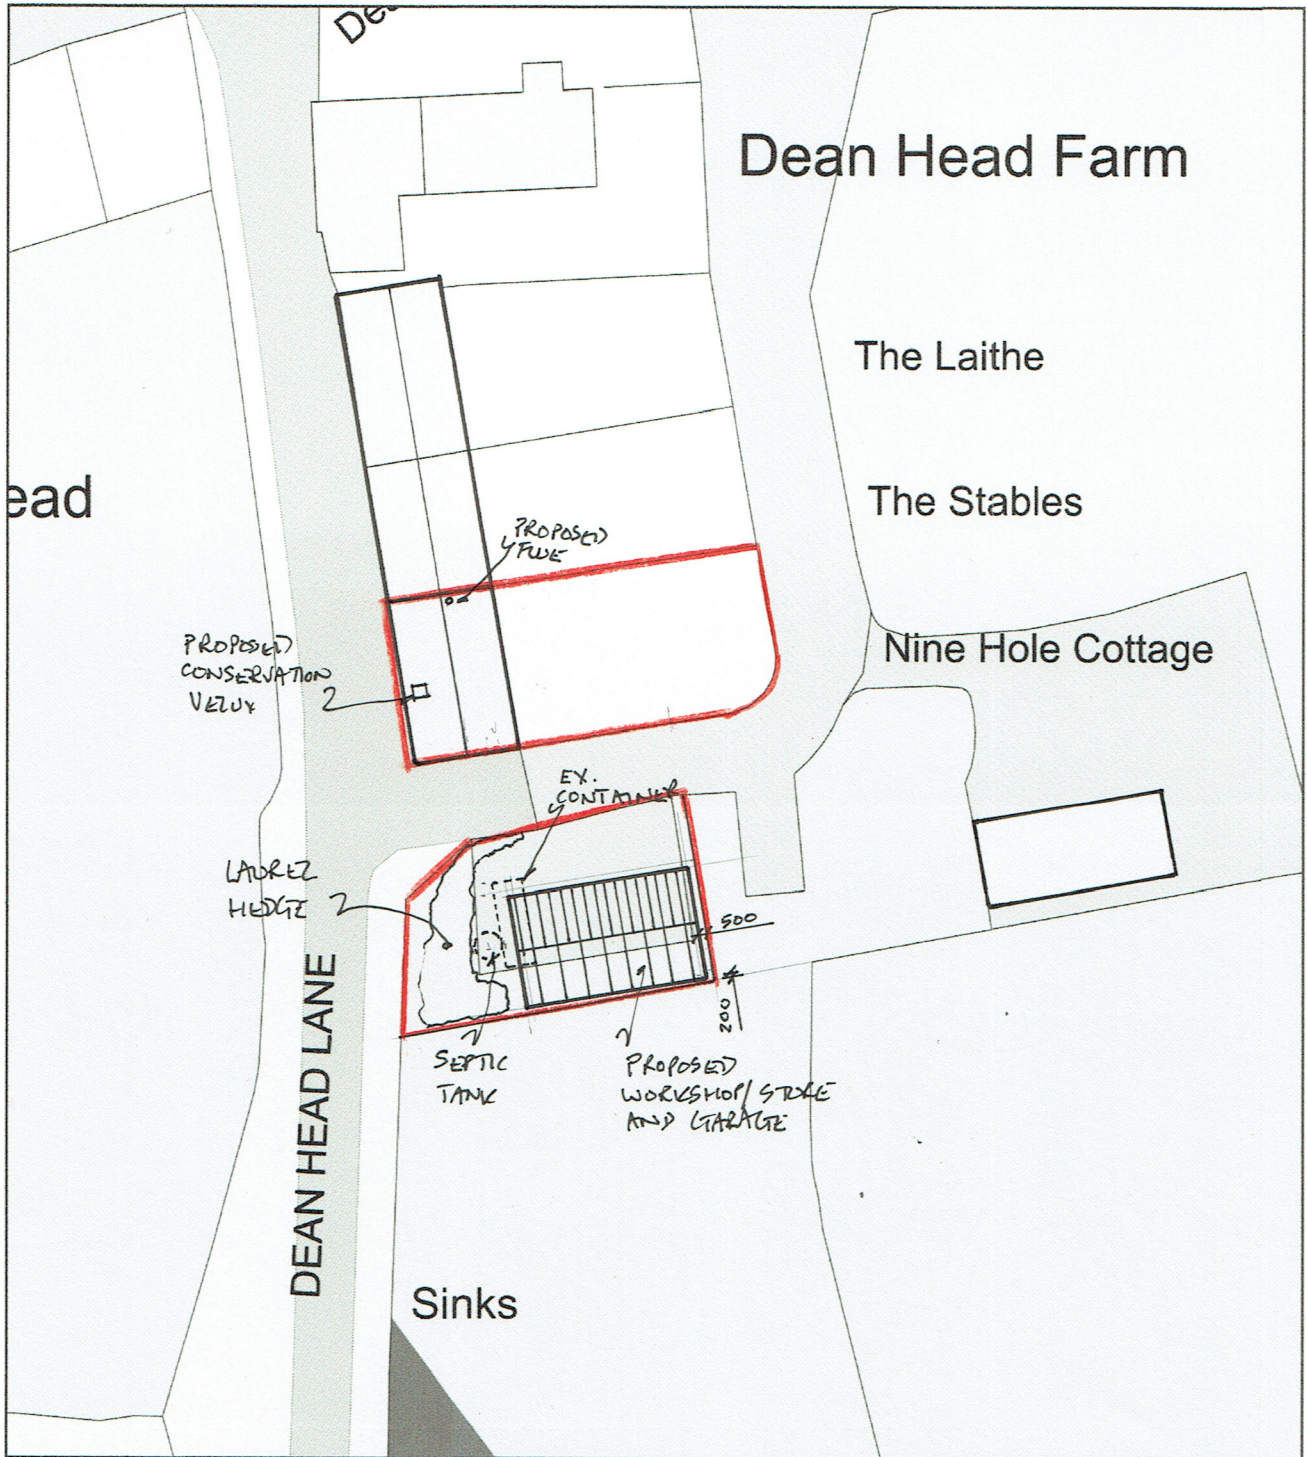 De
Dean Head Farm
The Laithe
ead
The Stables
PROPOSED
FLUE
PROPOSED
CONSERVATION
VELUX
Nine Hole Cottage
EX.
CONTAINER
LAUREL
HEDGE
500
200
SEPTIC
TANK
PROPOSED
WORKSHOP/STORE
AND GARAGE
DEAN HEAD LANE
Sinks